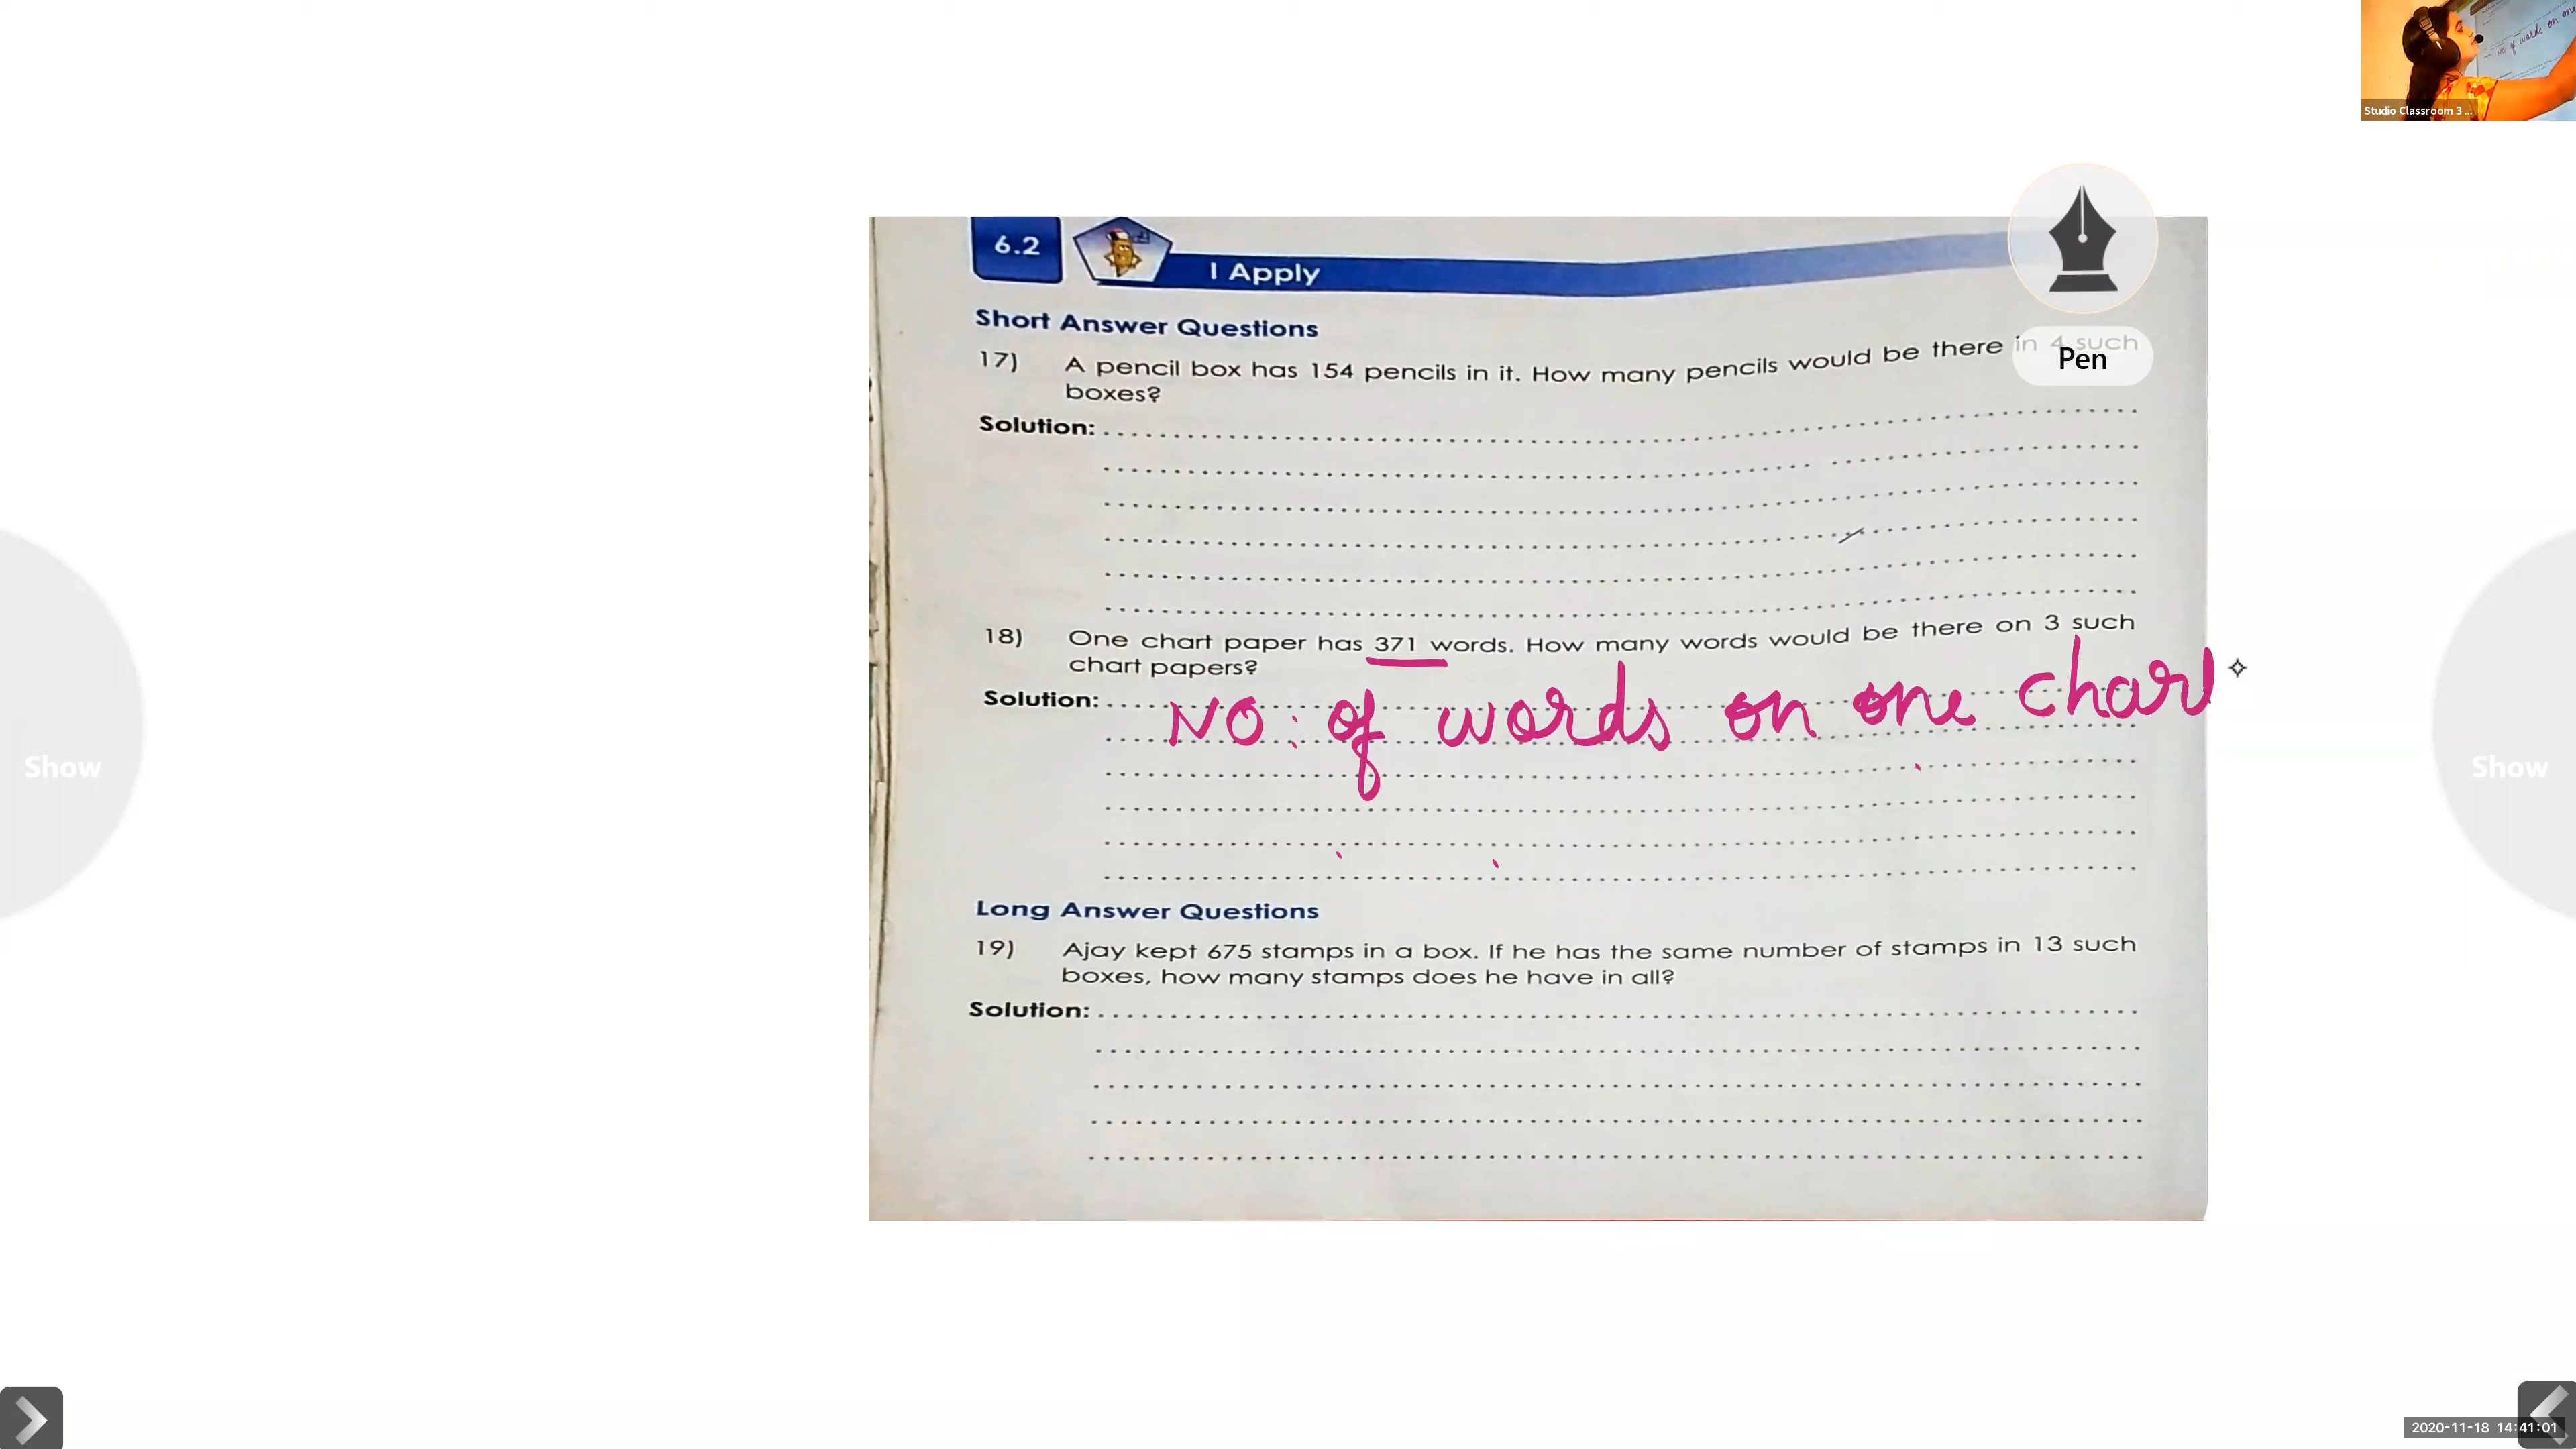 Studio Classroom 3 ...
6.2
I Apply
Pen
Short Answer Questions
17) A pencil box has 154 pencils in it. How many pencils would be there in 4 such
boxes?
Solution:
18) One chart paper has 371 words. How many words would be there on 3 such
chart papers?
Solution: NO: of words on one chart
Long Answer Questions
19) Ajay kept 675 stamps in a box. If he has the same number of stamps in 13 such
boxes, how many stamps does he have in all?
Solution:
Show
Show
2020-11-18 14:41:01